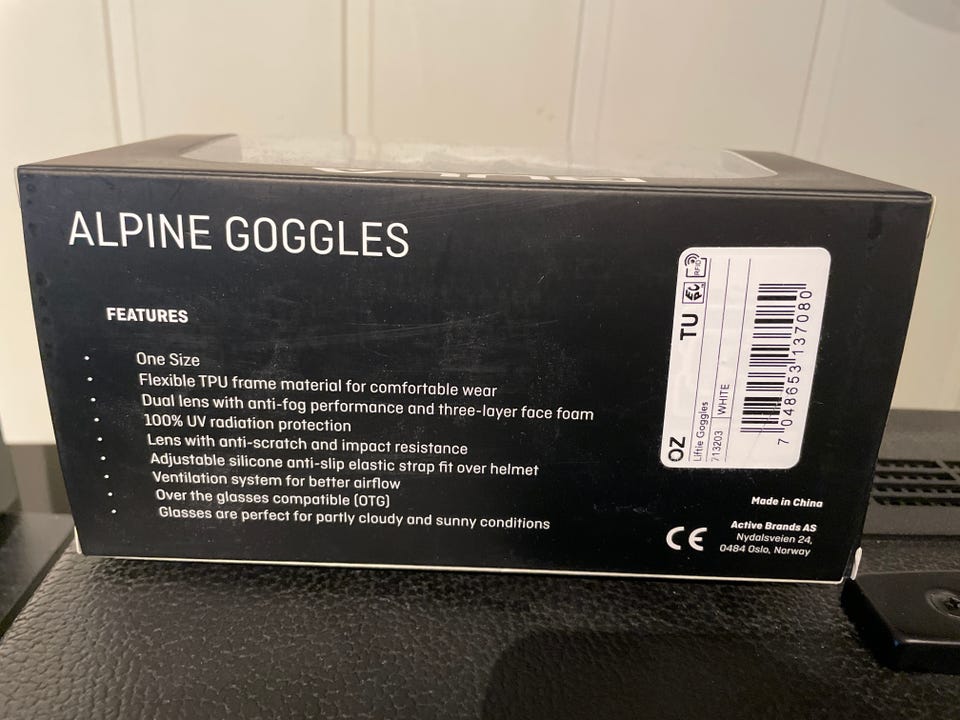 ALPINE GOGGLES
FEATURES
• One Size
• Flexible TPU frame material for comfortable wear
• Dual lens with anti-fog performance and three-layer face foam
• 100% UV radiation protection
• Lens with anti-scratch and impact resistance
• Adjustable silicone anti-slip elastic strap fit over helmet
• Ventilation system for better airflow
• Over the glasses compatible (OTG)
• Glasses are perfect for partly cloudy and sunny conditions
OZ TU
Liftie Goggles
713203 WHITE
7 048653 137080
RFID
Made in China
CE
Active Brands AS
Nydalsveien 24,
0484 Oslo, Norway